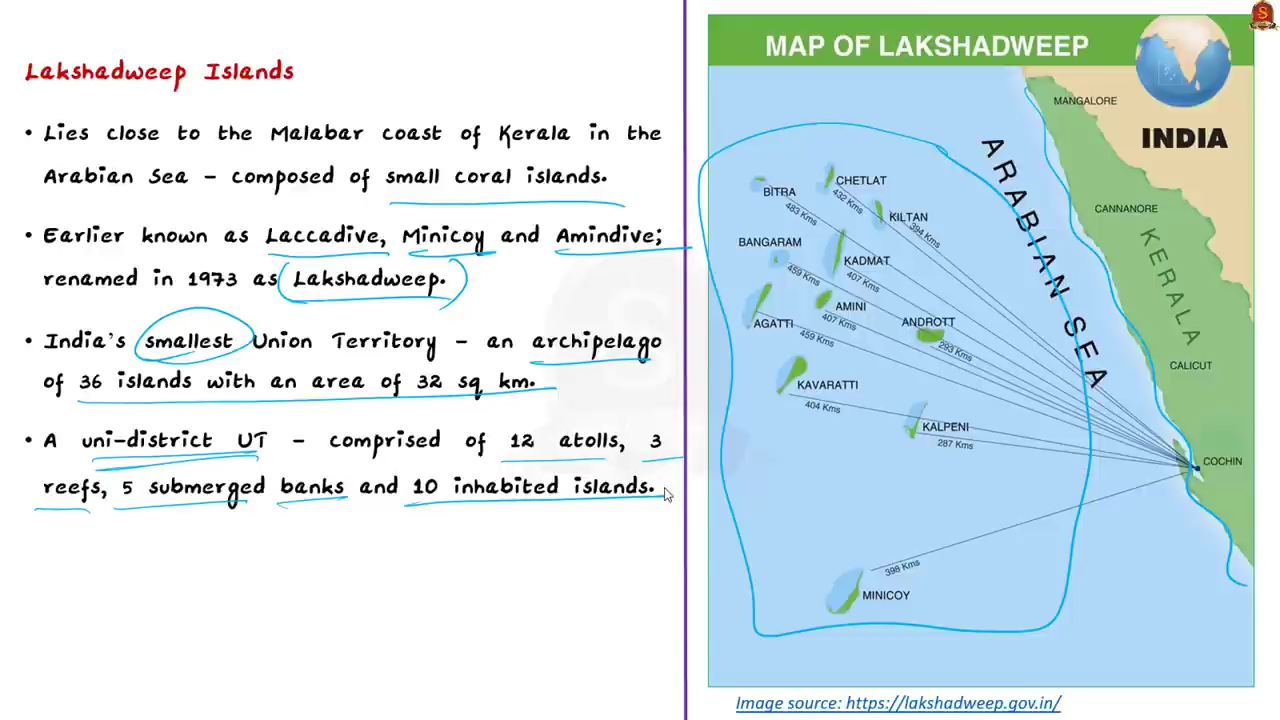 Lakshadweep Islands
• Lies close to the Malabar coast of Kerala in the
Arabian Sea – composed of small coral islands.
• Earlier known as Laccadive, Minicoy and Amindive;
renamed in 1973 as Lakshadweep.
• India's smallest Union Territory – an archipelago
of 36 islands with an area of 32 sq km.
• A uni-district UT – comprised of 12 atolls, 3
reefs, 5 submerged banks and 10 inhabited islands.
MAP OF LAKSHADWEEP
MANGALORE
INDIA
ARABIAN SEA
CHETLAT
BITRA
432 Kms
483 Kms
KILTAN
394 Kms
CANNANORE
KERALA
BANGARAM
KADMAT
459 Kms
407 Kms
AMINI
407 Kms
AGATTI
459 Kms
ANDROTT
293 Kms
CALICUT
KAVARATTI
404 Kms
KALPENI
287 Kms
COCHIN
398 Kms
MINICOY
Image source: https://lakshadweep.gov.in/